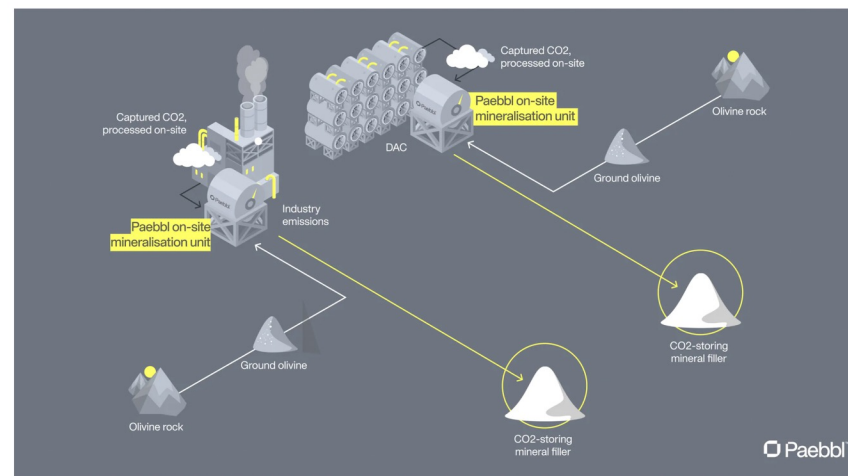 Captured CO2,
processed on-site
Paebbl on-site
mineralisation unit
Olivine rock
Paebbl
DAC
Ground olivine
Captured CO2,
processed on-site
Paebbl
Industry
emissions
Paebbl on-site
mineralisation unit
CO2-storing
mineral filler
Ground olivine
Olivine rock
CO2-storing
mineral filler
Paebbl